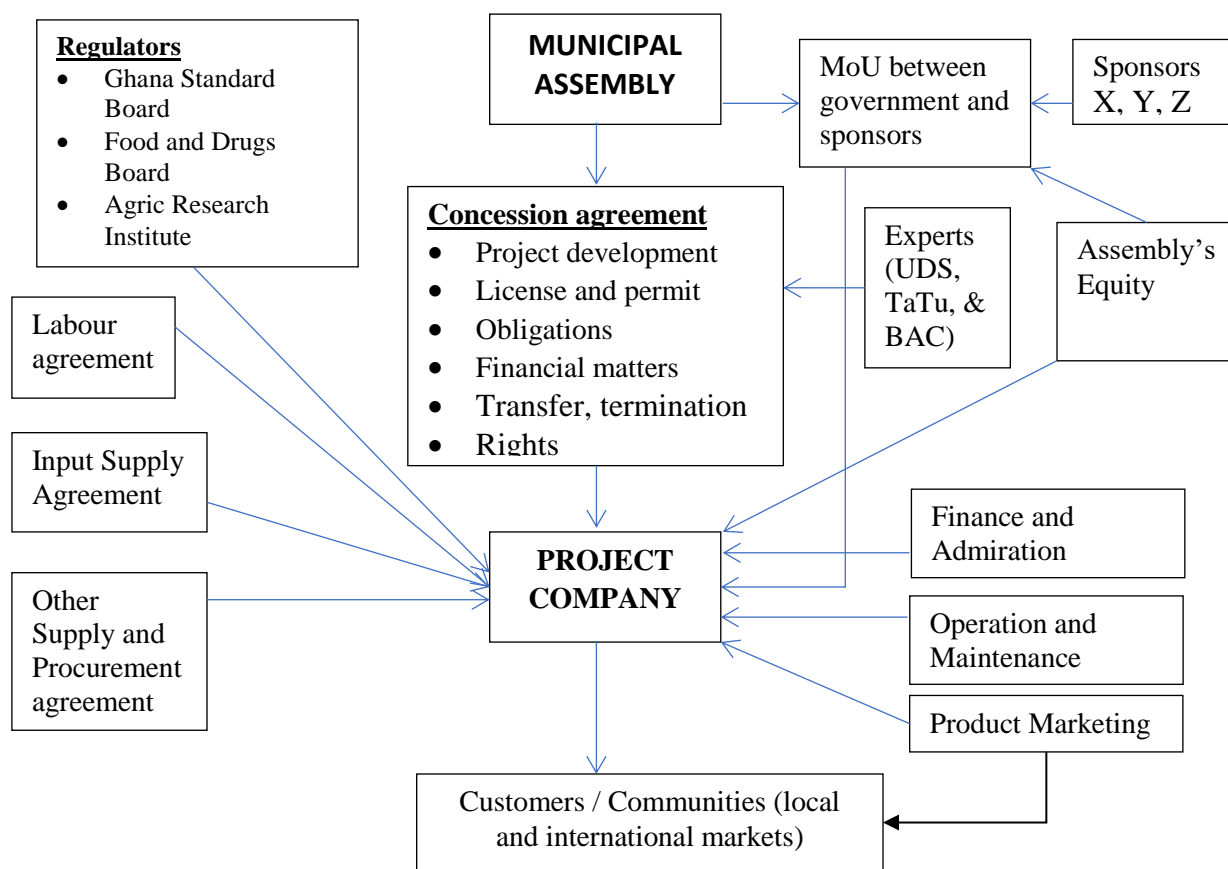 Regulators
• Ghana Standard
Board
• Food and Drugs
Board
• Agric Research
Institute
MUNICIPAL
ASSEMBLY
MoU between
government and
sponsors
Sponsors
X, Y, Z
Concession agreement
• Project development
• License and permit
• Obligations
• Financial matters
• Transfer, termination
• Rights
Experts
(UDS,
TaTu, &
BAC)
Assembly's
Equity
Labour
agreement
Input Supply
Agreement
Other
Supply and
Procurement
agreement
PROJECT
COMPANY
Finance and
Admiration
Operation and
Maintenance
Product Marketing
Customers / Communities (local
and international markets)